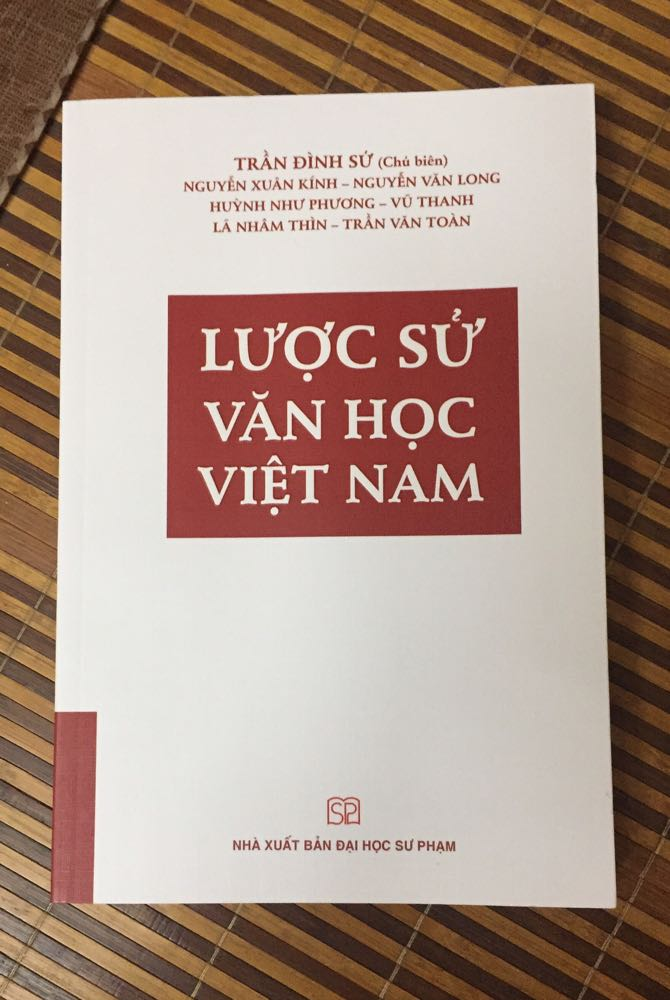 TRẦN ĐÌNH SỬ (Chủ biên)
NGUYỄN XUÂN KÍNH – NGUYỄN VĂN LONG
HUỲNH NHƯ PHƯƠNG – VŨ THANH
LÃ NHÂM THÌN – TRẦN VĂN TOÀN
LƯỢC SỬ
VĂN HỌC
VIỆT NAM
SP
NHÀ XUẤT BẢN ĐẠI HỌC SƯ PHẠM